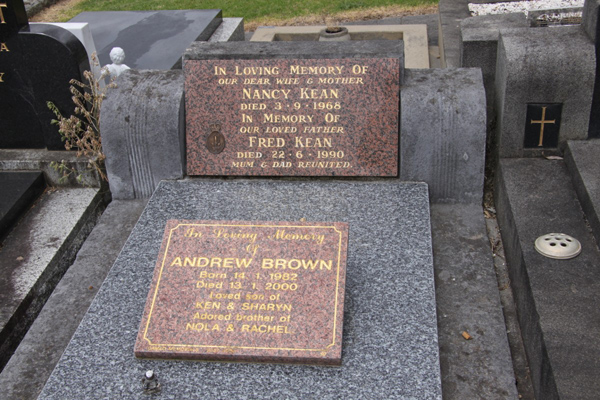 In Loving Memory Of
OUR DEAR WIFE & MOTHER
NANCY KEAN
DIED 3-9-1968
In Memory Of
OUR LOVED FATHER
FRED KEAN
DIED 22-6-1990
MUM & DAD REUNITED.
In Loving Memory
Of
ANDREW BROWN
Born 14.1.1982
Died 13.1.2000
Loved son of
KEN & SHARYN
Adored brother of
NOLA & RACHEL